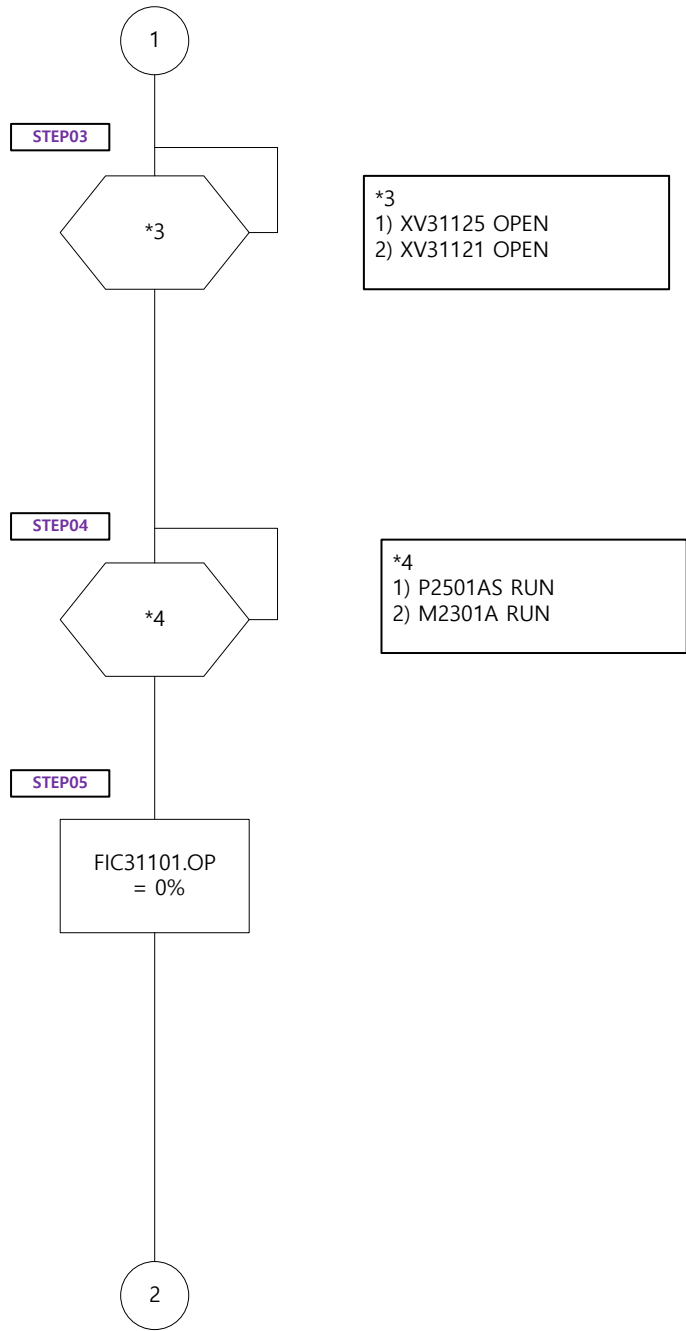 1
STEP03
*3
*3
1) XV31125 OPEN
2) XV31121 OPEN
STEP04
*4
*4
1) P2501AS RUN
2) M2301A RUN
STEP05
FIC31101.OP
= 0%
2